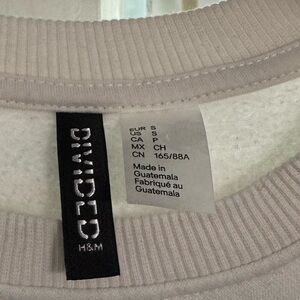 DIVIDED
H&M
EUR S
US S
CA P
MX CH
CN 165/88A
Made in
Guatemala
Fabriqué au
Guatemala